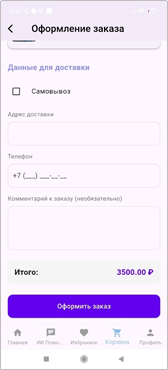 Оформление заказа
Данные для доставки
Самовывоз
Адрес доставки
Телефон
+7 (___) ___-__-__
Комментарий к заказу (необязательно)
Итого: 3500.00 ₽
Оформить заказ
Главная ИИ Помо... Избранное Корзина Профиль